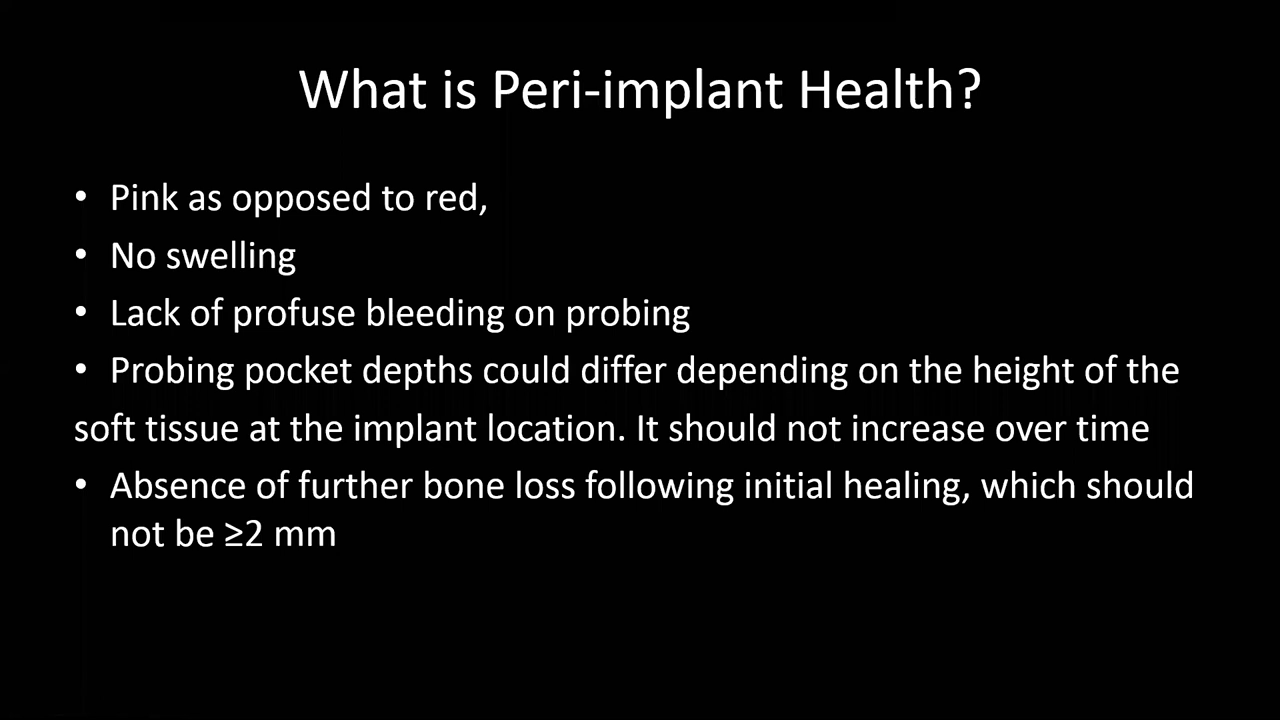 What is Peri-implant Health?
• Pink as opposed to red,
• No swelling
• Lack of profuse bleeding on probing
• Probing pocket depths could differ depending on the height of the
soft tissue at the implant location. It should not increase over time
• Absence of further bone loss following initial healing, which should
not be ≥2 mm